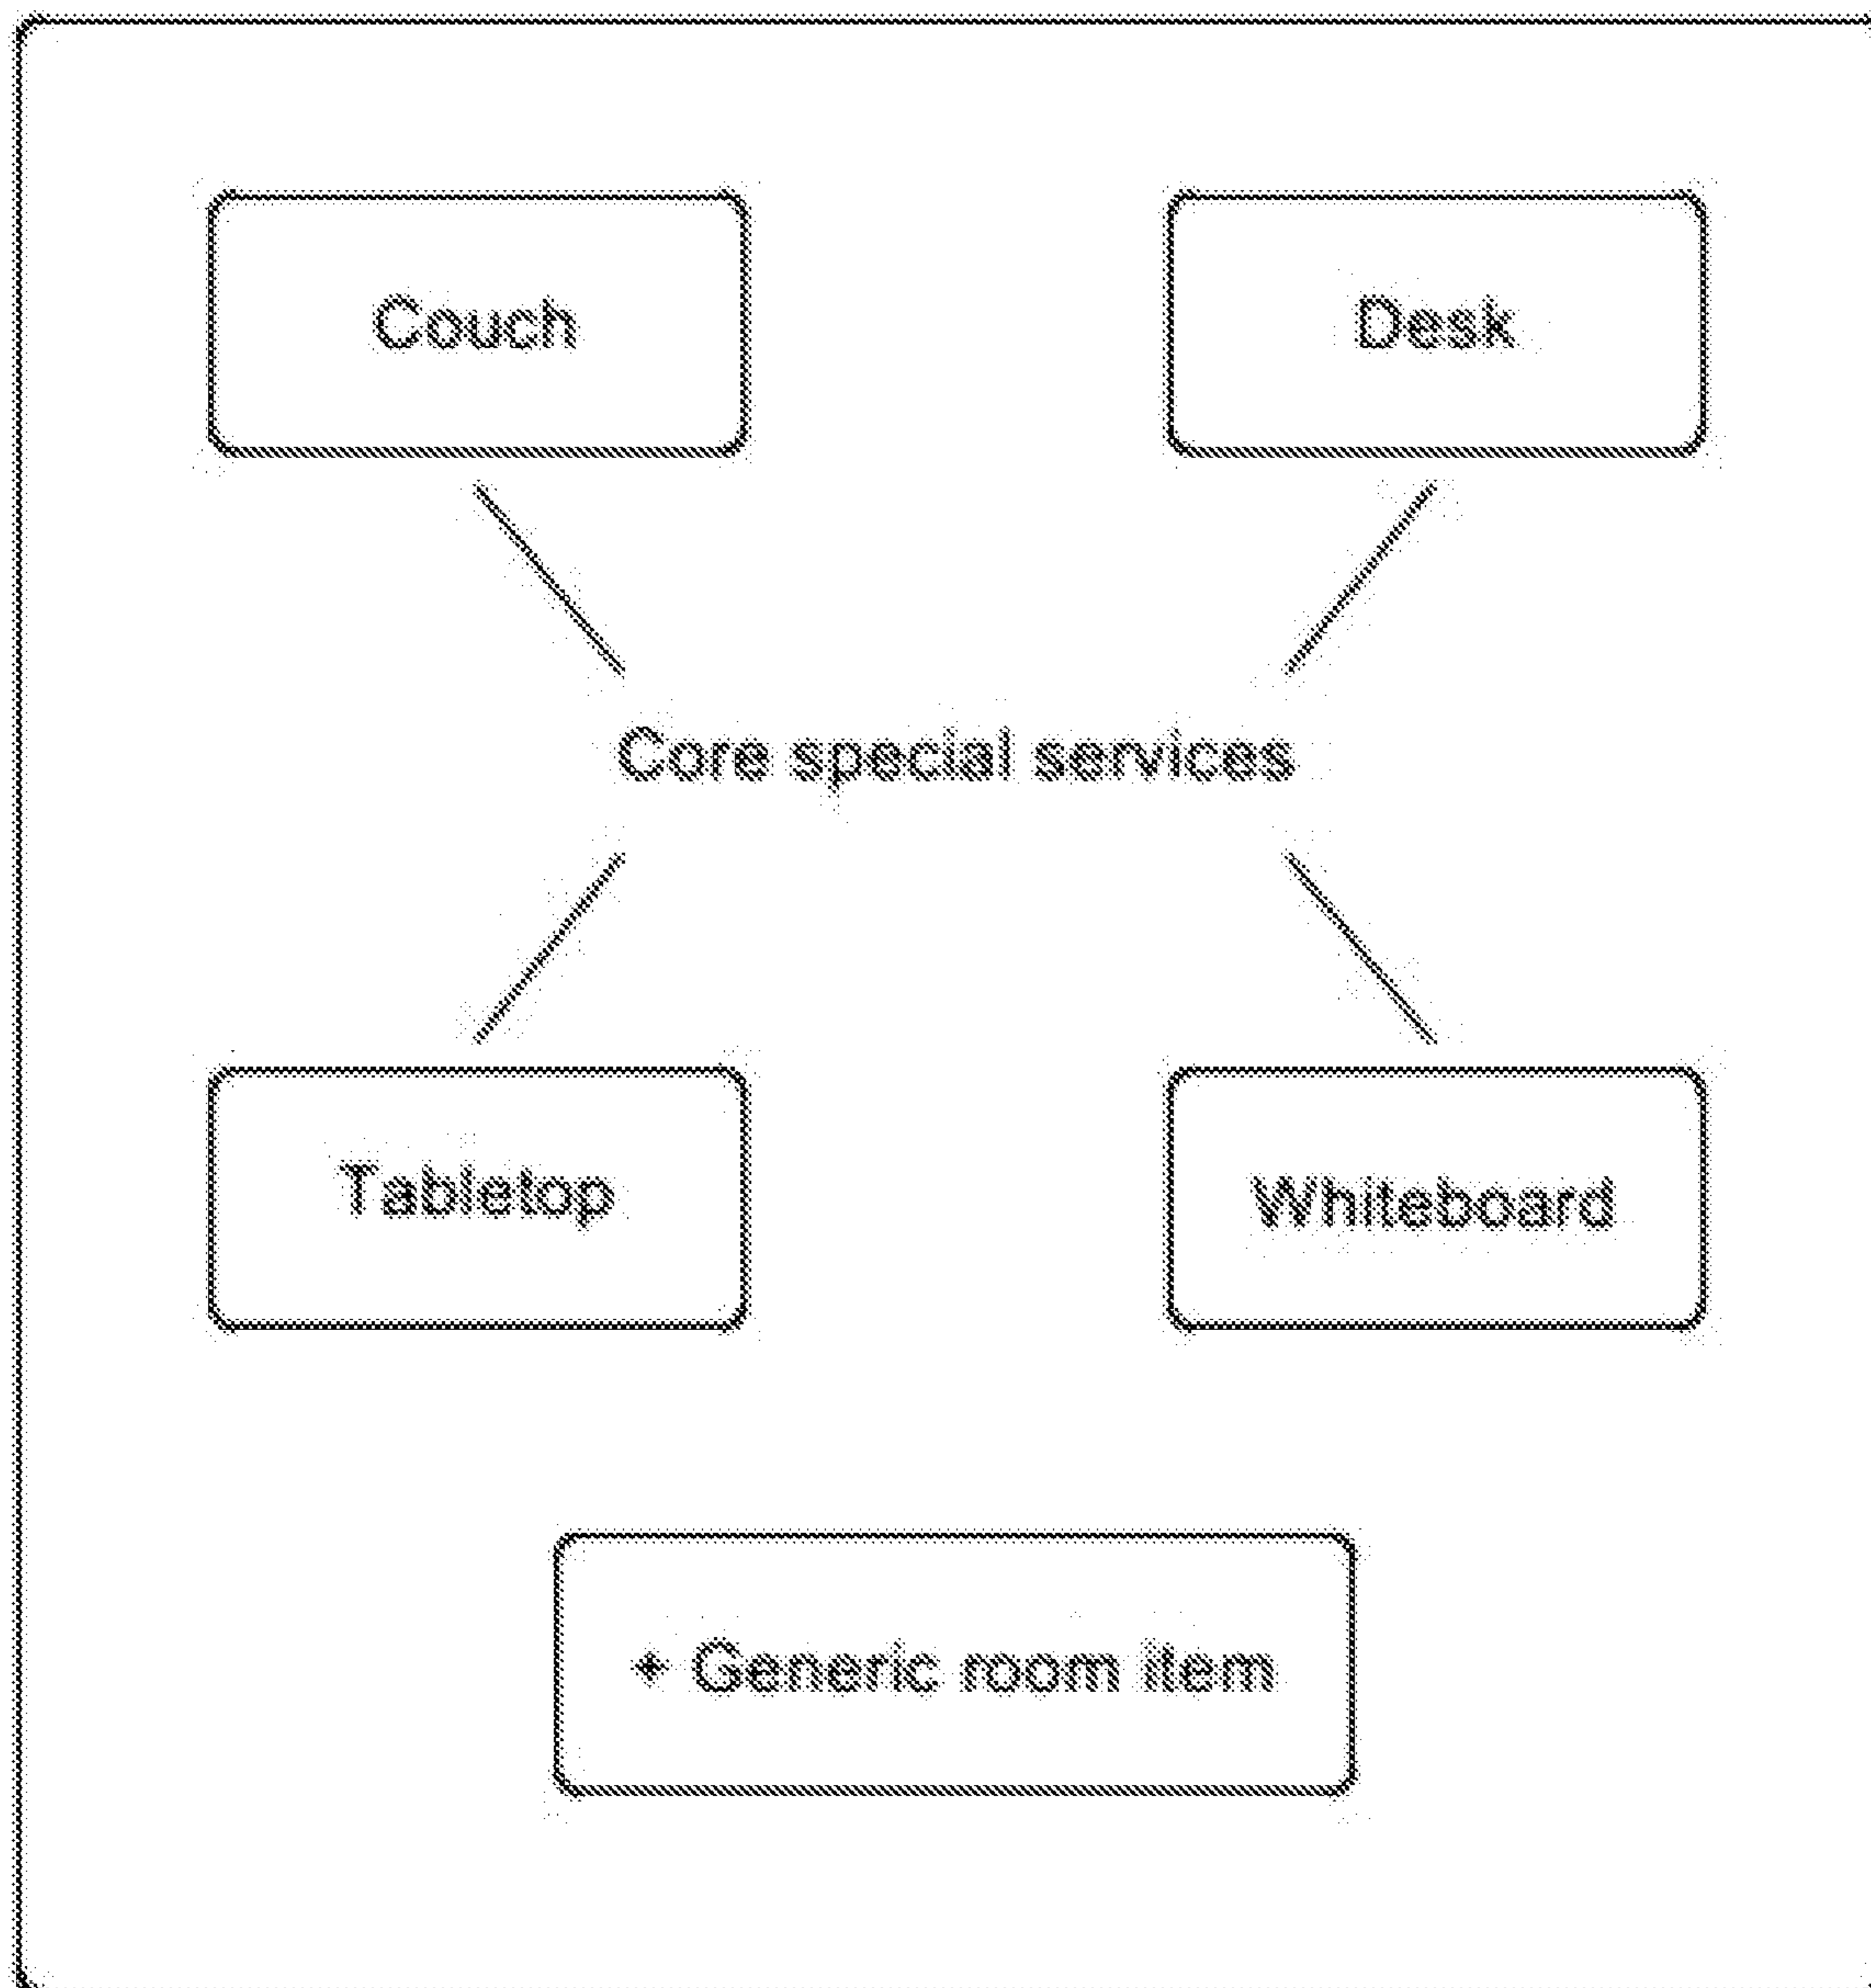 Couch
Desk
Core special services
Tabletop
Whiteboard
+ Generic room item